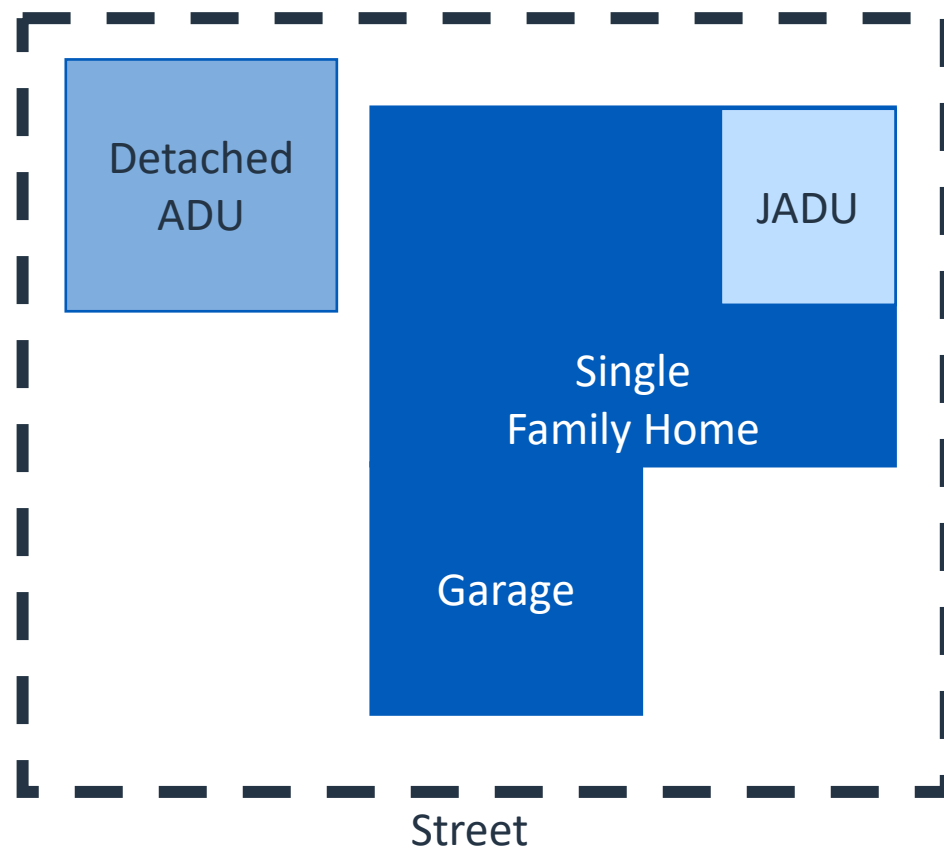 Detached
ADU
JADU
Single
Family Home
Garage
Street